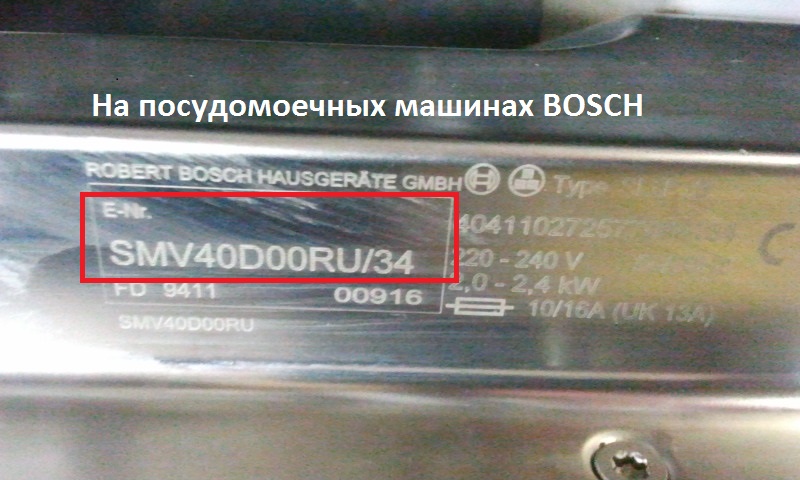 На посудомоечных машинах BOSCH
ROBERT BOSCH HAUSGERÄTE GMBH
Type
E-Nr.
SMV40D00RU/34
220 - 240 V
2,0 - 2,4 kW
FD 9411 00916
10/16A (UK 13A)
SMV40D00RU